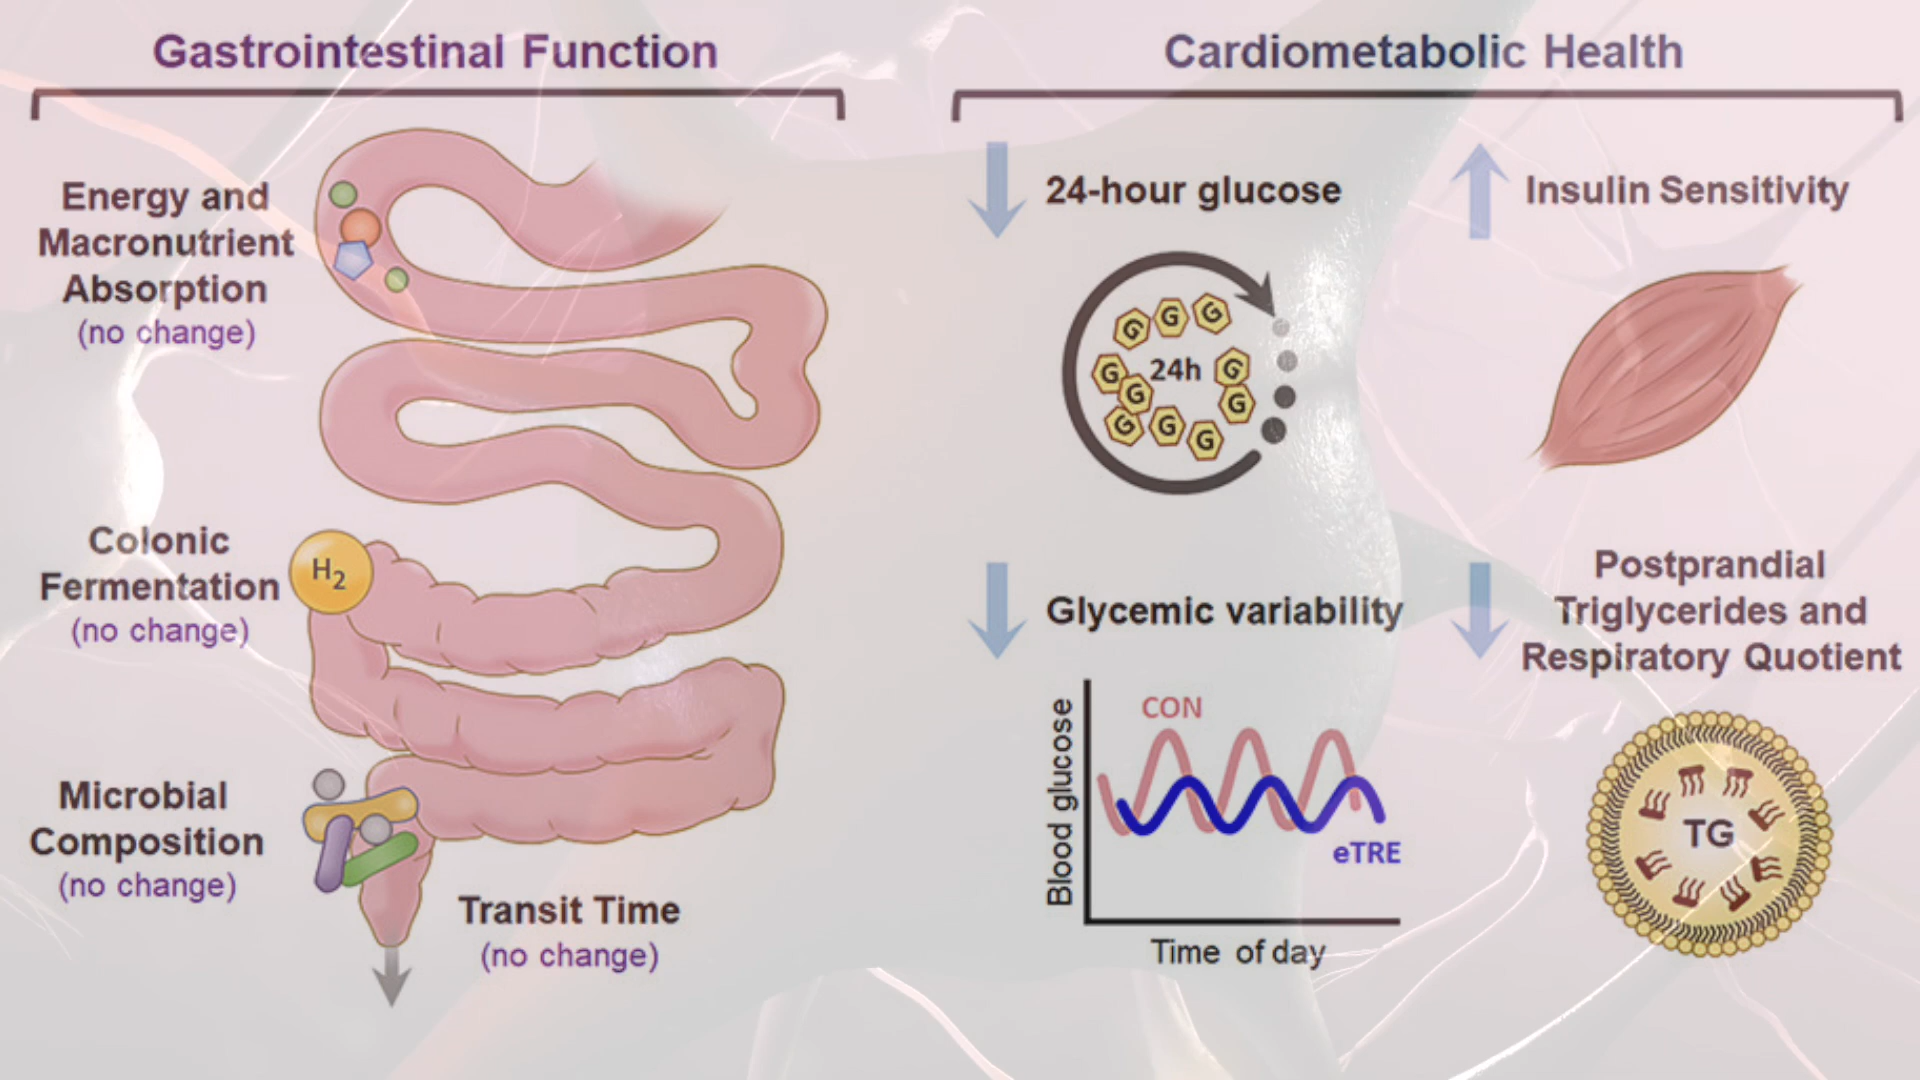 Gastrointestinal Function
Energy and
Macronutrient
Absorption
(no change)
Colonic
Fermentation
(no change)
H2
Microbial
Composition
(no change)
Transit Time
(no change)
Cardiometabolic Health
24-hour glucose
G G G
G 24h G
G G
G G G
Insulin Sensitivity
Glycemic variability
Blood glucose
CON
eTRE
Time of day
Postprandial
Triglycerides and
Respiratory Quotient
TG